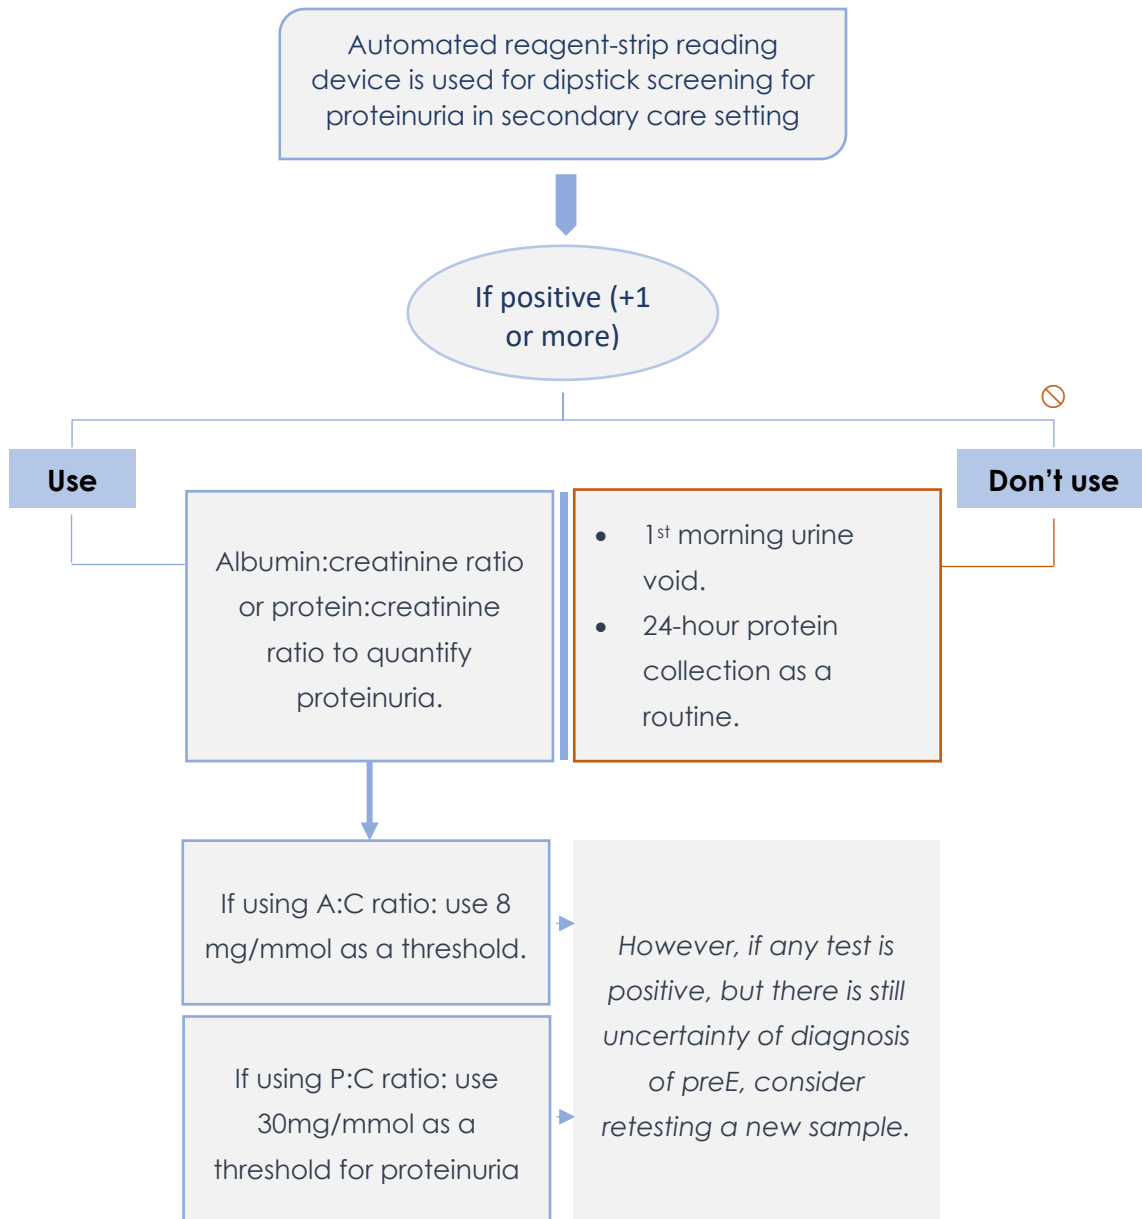 Automated reagent-strip reading
device is used for dipstick screening for
proteinuria in secondary care setting
If positive (+1
or more)
Use
Don’t use
Albumin:creatinine ratio
or protein:creatinine
ratio to quantify
proteinuria.
• 1st morning urine
void.
• 24-hour protein
collection as a
routine.
If using A:C ratio: use 8
mg/mmol as a threshold.
If using P:C ratio: use
30mg/mmol as a
threshold for proteinuria
However, if any test is
positive, but there is still
uncertainty of diagnosis
of preE, consider
retesting a new sample.